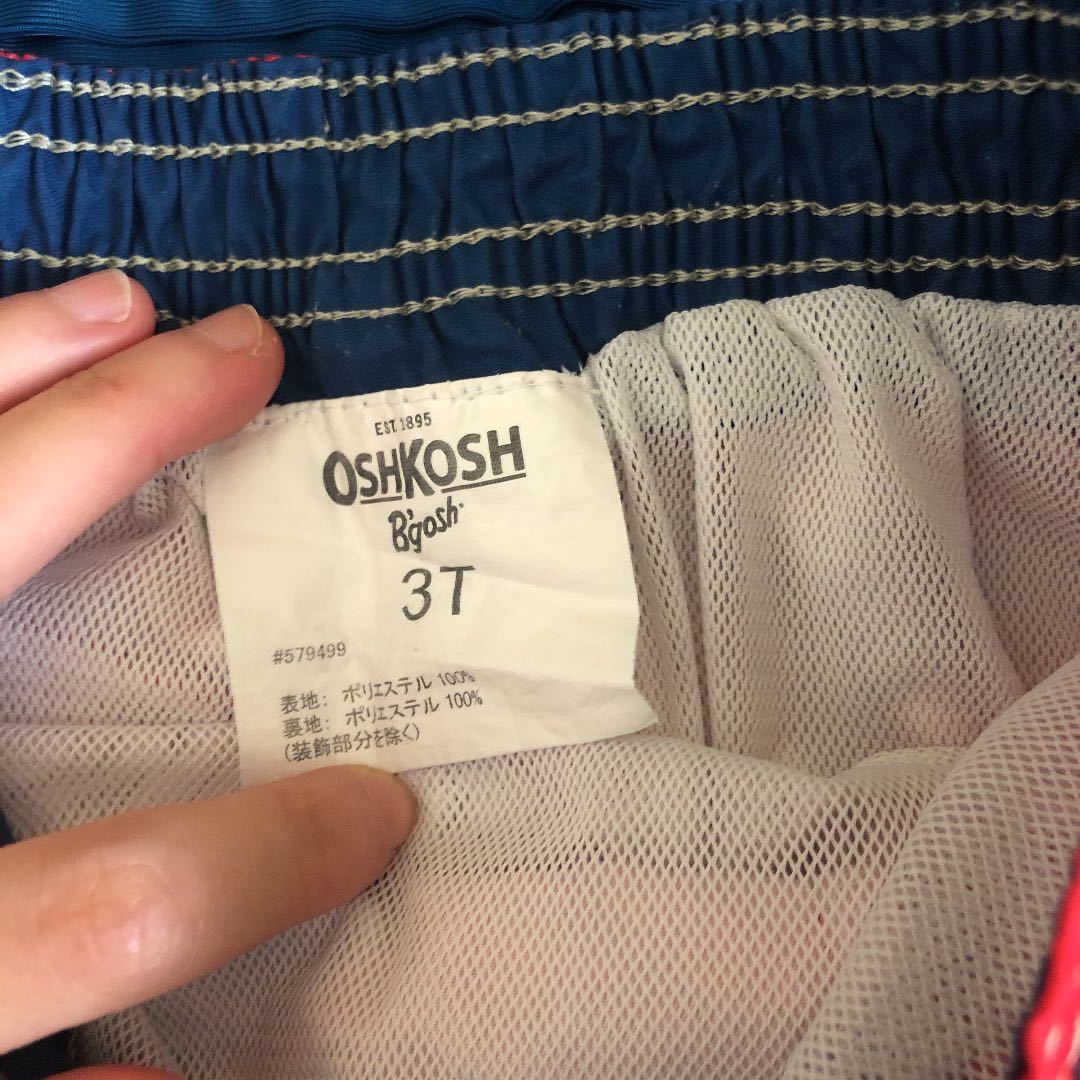 EST. 1895
OSHKOSH
B'gosh
3T
#579499
表地: ポリエステル 100%
裏地: ポリエステル 100%
(装飾部分を除く)